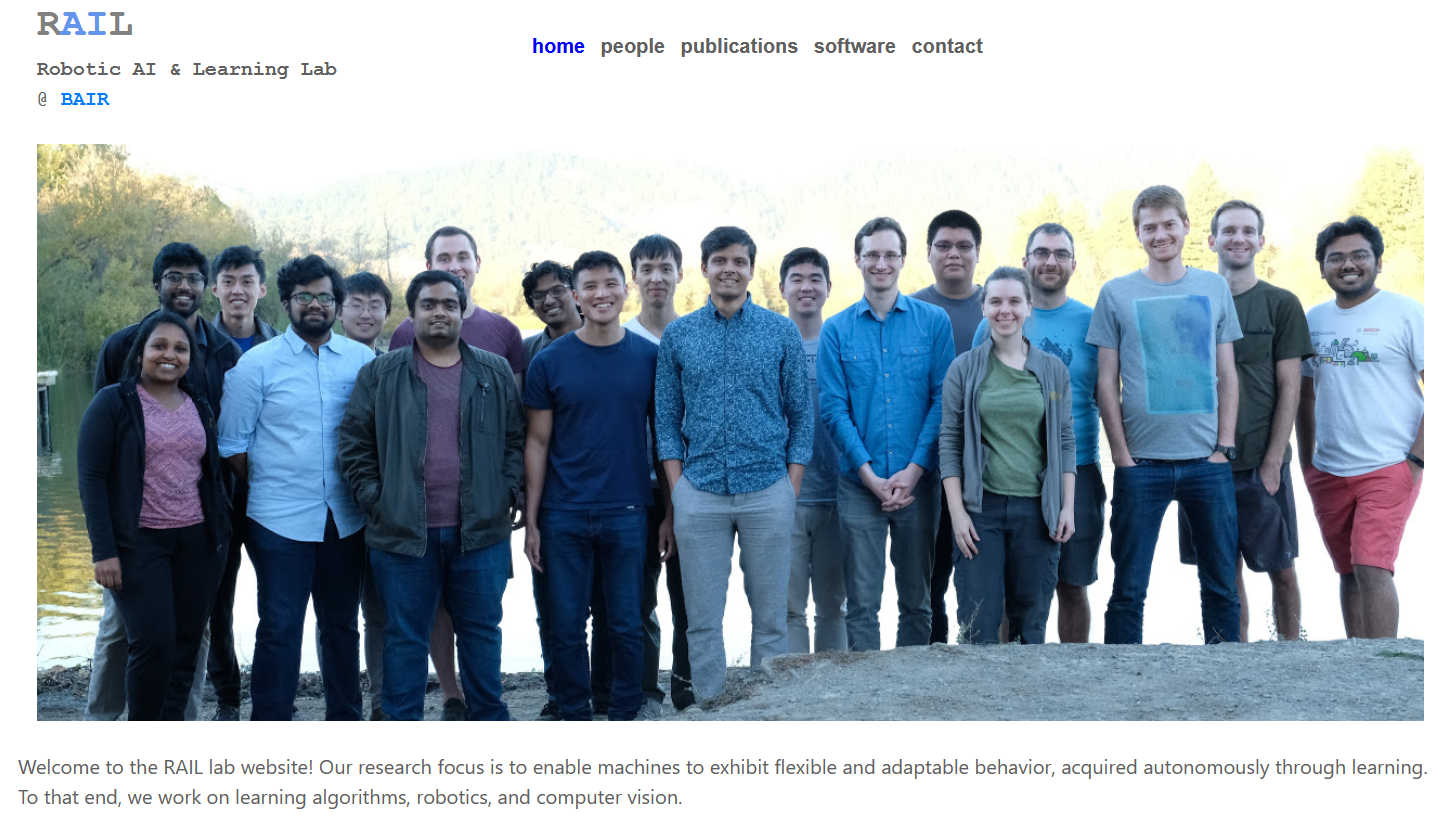 RAIL
home people publications software contact
Robotic AI & Learning Lab
@ BAIR
BOSCH
Welcome to the RAIL lab website! Our research focus is to enable machines to exhibit flexible and adaptable behavior, acquired autonomously through learning.
To that end, we work on learning algorithms, robotics, and computer vision.